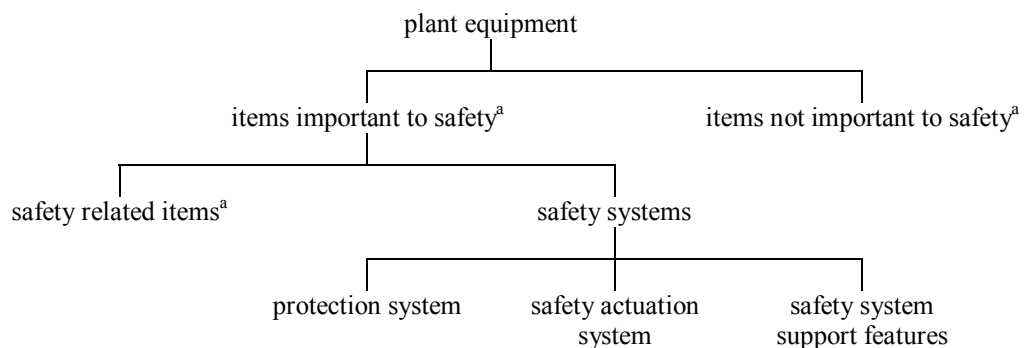 plant equipment
items important to safetyᵃ
items not important to safetyᵃ
safety related itemsᵃ
safety systems
protection system
safety actuation
system
safety system
support features